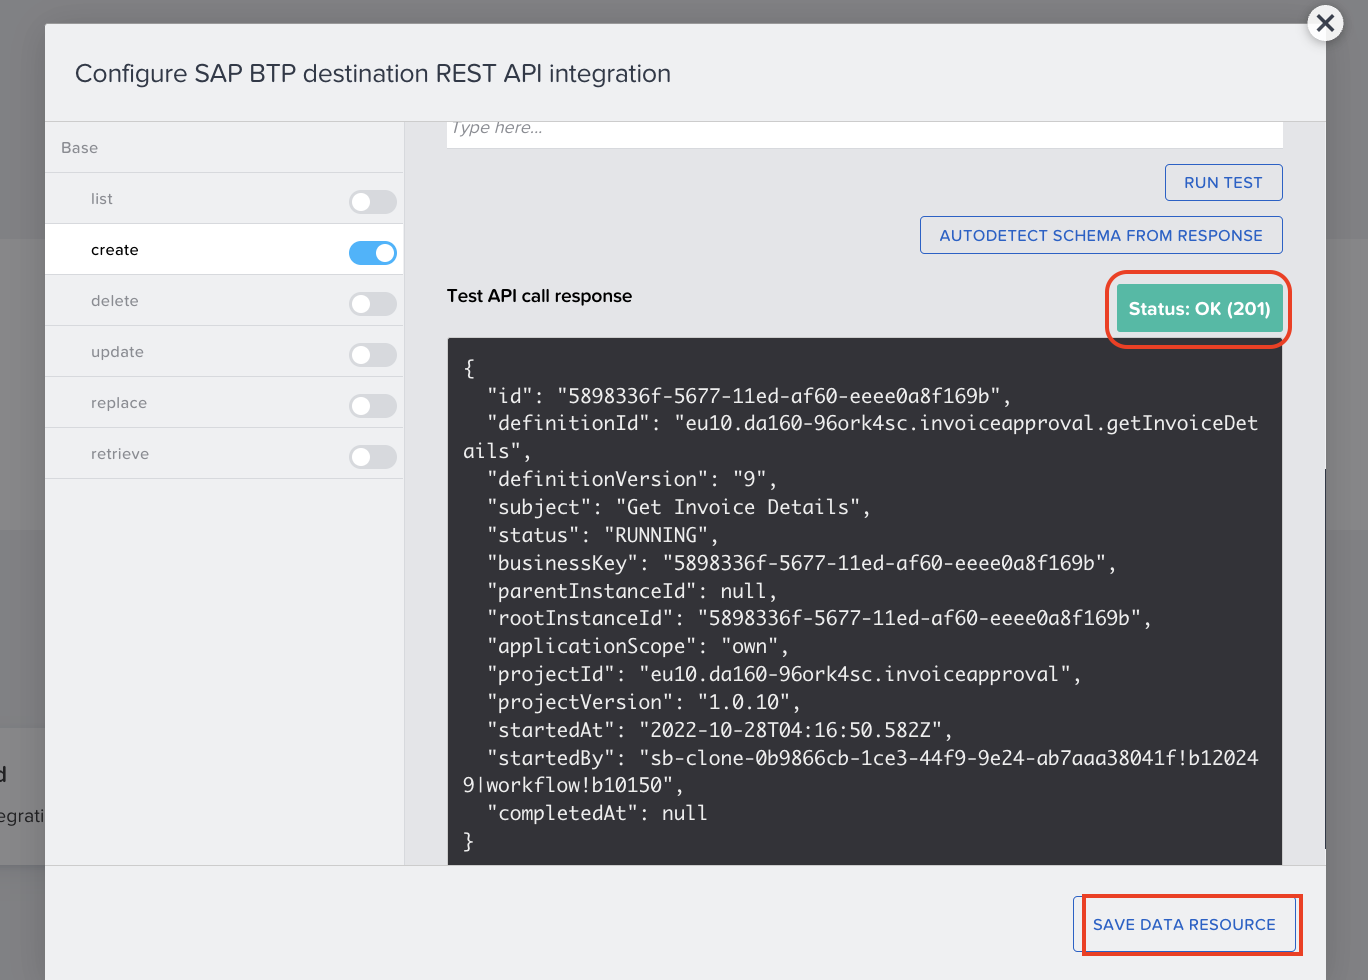 Configure SAP BTP destination REST API integration
Base
list
create
delete
update
replace
retrieve
Type here...
RUN TEST
AUTODETECT SCHEMA FROM RESPONSE
Test API call response
Status: OK (201)
{
"id": "5898336f-5677-11ed-af60-eeee0a8f169b",
"definitionId": "eu10.da160-96ork4sc.invoiceapproval.getInvoiceDet
ails",
"definitionVersion": "9",
"subject": "Get Invoice Details",
"status": "RUNNING",
"businessKey": "5898336f-5677-11ed-af60-eeee0a8f169b",
"parentInstanceId": null,
"rootInstanceId": "5898336f-5677-11ed-af60-eeee0a8f169b",
"applicationScope": "own",
"projectId": "eu10.da160-96ork4sc.invoiceapproval",
"projectVersion": "1.0.10",
"startedAt": "2022-10-28T04:16:50.582Z",
"startedBy": "sb-clone-0b9866cb-1ce3-44f9-9e24-ab7aaa38041f!b12024
9|workflow!b10150",
"completedAt": null
}
d
egrati
SAVE DATA RESOURCE